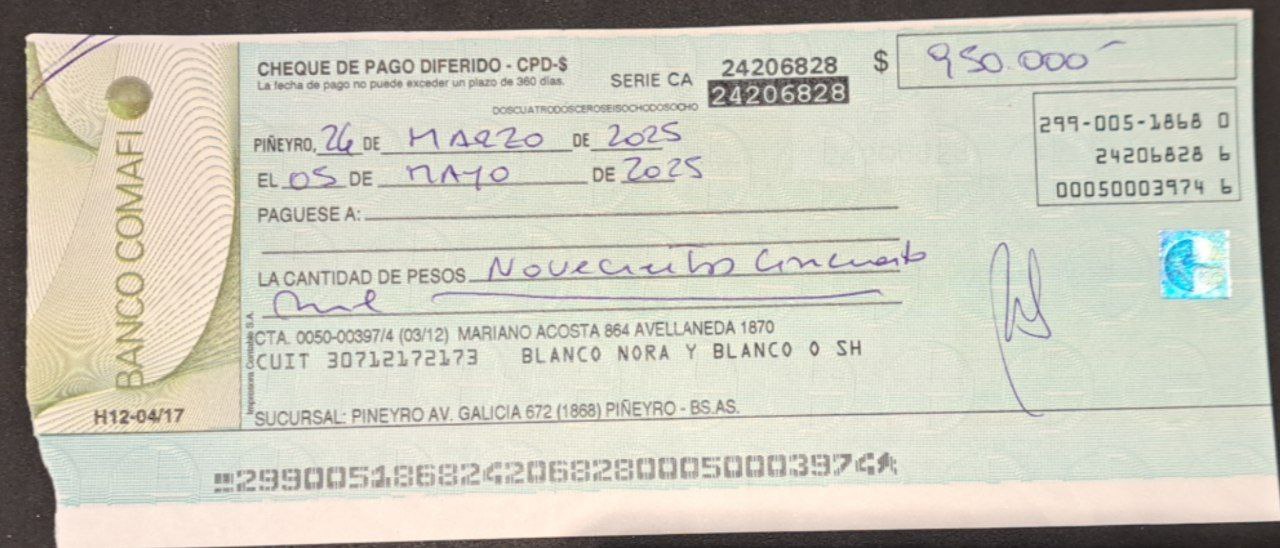 BANCO COMAFI
H12-04/17
CHEQUE DE PAGO DIFERIDO - CPD-$
La fecha de pago no puede exceder un plazo de 360 días.
SERIE CA
24206828
24206828
$ 950.000
DOSCUATRODOSCEROSEISOCHODOSOCHO
299-005-1868 0
24206828 6
00050003974 6
PIÑEYRO, 26 DE MARZO DE 2025
EL 05 DE MAYO DE 2025
PAGUESE A:
LA CANTIDAD DE PESOS Novecientos Cincuenta
mil
CTA. 0050-00397/4 (03/12) MARIANO ACOSTA 864 AVELLANEDA 1870
CUIT 30712172173 BLANCO NORA Y BLANCO O SH
SUCURSAL: PIÑEYRO AV. GALICIA 672 (1868) PIÑEYRO - BS.AS.
Impresora Contable S.A.
29900518682420682800050003974